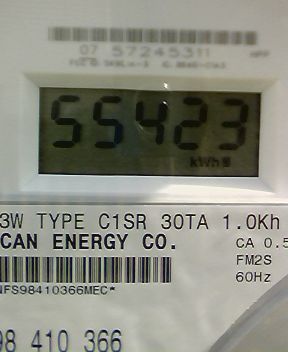 07 57245311
55423
kWh
3W TYPE C1SR 30TA 1.0Kh
CAN ENERGY CO.
CA 0.5
FM2S
60Hz
NFS98410366MEC*
98 410 366